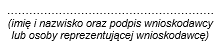 ........................................................................
(imię i nazwisko oraz podpis wnioskodawcy
lub osoby reprezentującej wnioskodawcę)